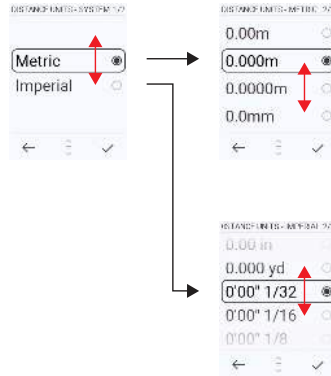 DISTANCE UNITS - SYSTEM 1/2
Metric
Imperial
DISTANCE UNITS - METRIC 2/2
0.00m
0.000m
0.0000m
0.0mm
DISTANCE UNITS - IMPERIAL 2/2
0.00 in
0.000 yd
0'00" 1/32
0'00" 1/16
0'00" 1/8